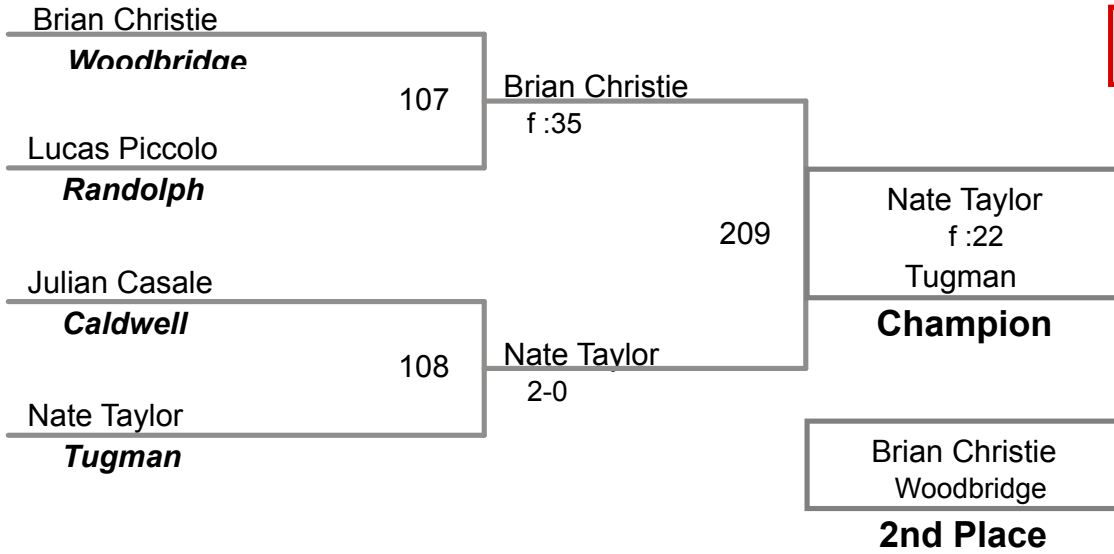 Brian Christie
Woodbridge
107
Brian Christie
f :35
Lucas Piccolo
Randolph
209
Nate Taylor
f :22
Tugman
Champion
Julian Casale
Caldwell
108
Nate Taylor
2-0
Nate Taylor
Tugman
Brian Christie
Woodbridge
2nd Place